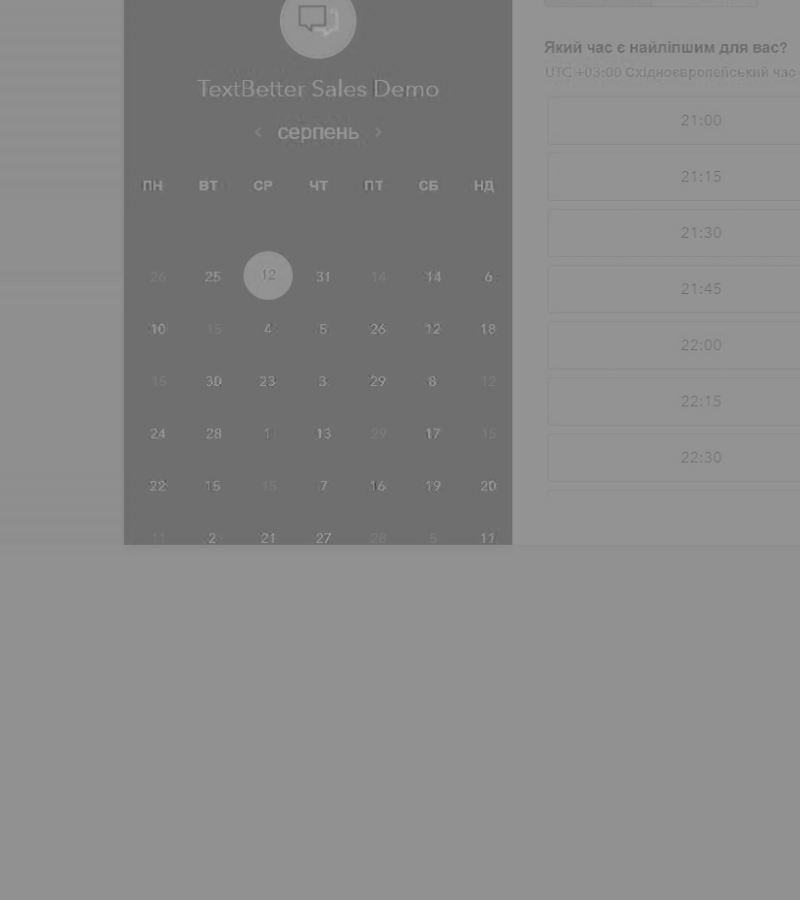 TextBetter Sales Demo
< серпень >
ПН ВТ СР ЧТ ПТ СБ НД
26 25 12 31 14 14 6
10 15 4 5 26 12 18
15 30 23 3 29 8 12
24 28 1 13 29 17 15
22 15 15 7 16 19 20
11 2 21 27 28 5 11
Який час є найліпшим для вас?
UTC +03:00 Східноєвропейський час
21:00
21:15
21:30
21:45
22:00
22:15
22:30